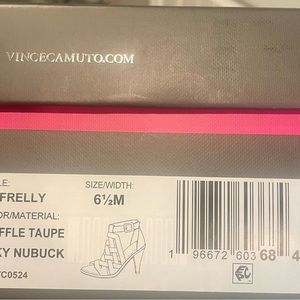 VINCECAMUTO.COM
LE:
FRELLY
SIZE/WIDTH:
6½M
OR/MATERIAL:
FFLE TAUPE
KY NUBUCK
TC0524
1 96672 603 68 4